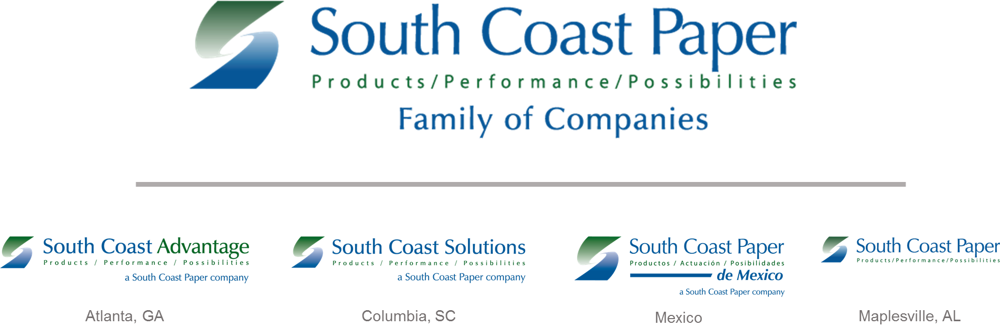 South Coast Paper
Products/Performance/Possibilities
Family of Companies
South Coast Advantage
Products / Performance / Possibilities
a South Coast Paper company
Atlanta, GA
South Coast Solutions
Products / Performance / Possibilities
a South Coast Paper company
Columbia, SC
South Coast Paper
Productos / Actuación / Posibilidades
de Mexico
a South Coast Paper company
Mexico
South Coast Paper
Products/Performance/Possibilities
Maplesville, AL